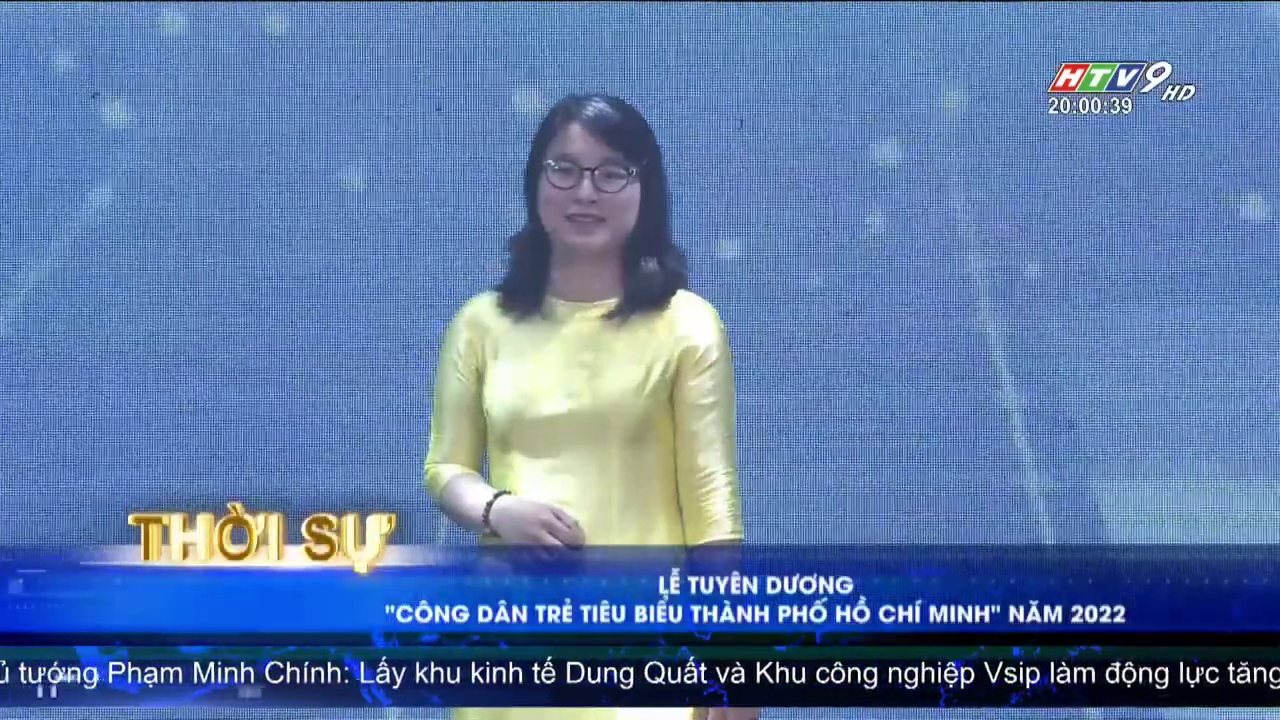 HTV9 HD
20:00:39
THỜI SỰ
LỄ TUYÊN DƯƠNG
"CÔNG DÂN TRẺ TIÊU BIỂU THÀNH PHỐ HỒ CHÍ MINH" NĂM 2022
tướng Phạm Minh Chính: Lấy khu kinh tế Dung Quất và Khu công nghiệp Vsip làm động lực tăng